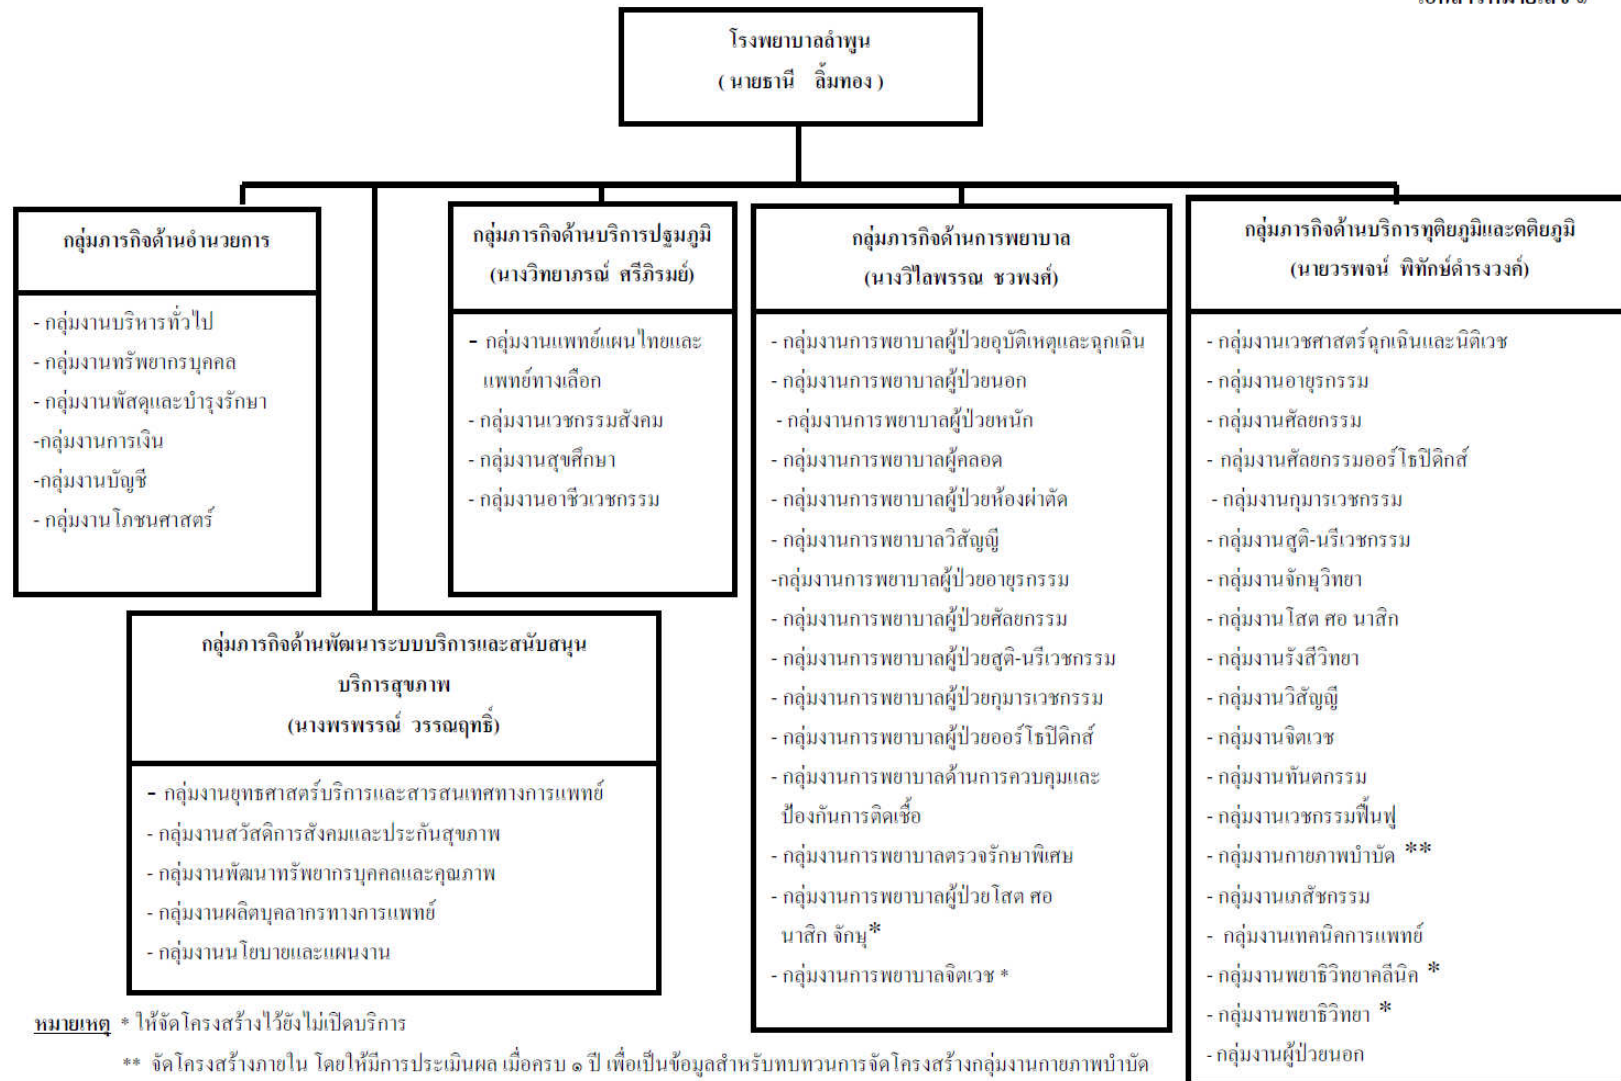 โรงพยาบาลลำพูน
( นายธานี ลิ้มทอง )
กลุ่มภารกิจด้านอำนวยการ
- กลุ่มงานบริหารทั่วไป
- กลุ่มงานทรัพยากรบุคคล
- กลุ่มงานพัสดุและบำรุงรักษา
-กลุ่มงานการเงิน
-กลุ่มงานบัญชี
- กลุ่มงานโภชนศาสตร์
กลุ่มภารกิจด้านพัฒนาระบบบริการและสนับสนุน
บริการสุขภาพ
(นางพรพรรณ์ วรรณฤทธิ์)
- กลุ่มงานยุทธศาสตร์บริการและสารสนเทศทางการแพทย์
- กลุ่มงานสวัสดิการสังคมและประกันสุขภาพ
- กลุ่มงานพัฒนาทรัพยากรบุคคลและคุณภาพ
- กลุ่มงานผลิตบุคลากรทางการแพทย์
- กลุ่มงานนโยบายและแผนงาน
กลุ่มภารกิจด้านบริการปฐมภูมิ
(นางวิทยาภรณ์ ศรีภิรมย์)
- กลุ่มงานแพทย์แผนไทยและ
แพทย์ทางเลือก
- กลุ่มงานเวชกรรมสังคม
- กลุ่มงานสุขศึกษา
- กลุ่มงานอาชีวเวชกรรม
กลุ่มภารกิจด้านการพยาบาล
(นางวิไลพรรณ ชวพงศ์)
- กลุ่มงานการพยาบาลผู้ป่วยอุบัติเหตุและฉุกเฉิน
- กลุ่มงานการพยาบาลผู้ป่วยนอก
- กลุ่มงานการพยาบาลผู้ป่วยหนัก
- กลุ่มงานการพยาบาลผู้คลอด
- กลุ่มงานการพยาบาลผู้ป่วยห้องผ่าตัด
- กลุ่มงานการพยาบาลวิสัญญี
-กลุ่มงานการพยาบาลผู้ป่วยอายุรกรรม
- กลุ่มงานการพยาบาลผู้ป่วยศัลยกรรม
- กลุ่มงานการพยาบาลผู้ป่วยสูติ-นรีเวชกรรม
- กลุ่มงานการพยาบาลผู้ป่วยกุมารเวชกรรม
- กลุ่มงานการพยาบาลผู้ป่วยออร์โธปิดิกส์
- กลุ่มงานการพยาบาลด้านการควบคุมและ
ป้องกันการติดเชื้อ
- กลุ่มงานการพยาบาลตรวจรักษาพิเศษ
- กลุ่มงานการพยาบาลผู้ป่วยโสต ศอ
นาสิก จักษุ*
- กลุ่มงานการพยาบาลจิตเวช *
กลุ่มภารกิจด้านบริการทุติยภูมิและตติยภูมิ
(นายวรพจน์ พิทักษ์ดำรงวงค์)
- กลุ่มงานเวชศาสตร์ฉุกเฉินและนิติเวช
- กลุ่มงานอายุรกรรม
- กลุ่มงานศัลยกรรม
- กลุ่มงานศัลยกรรมออร์โธปิดิกส์
- กลุ่มงานกุมารเวชกรรม
- กลุ่มงานสูติ-นรีเวชกรรม
- กลุ่มงานจักษุวิทยา
- กลุ่มงานโสต ศอ นาสิก
- กลุ่มงานรังสีวิทยา
- กลุ่มงานวิสัญญี
- กลุ่มงานจิตเวช
- กลุ่มงานทันตกรรม
- กลุ่มงานเวชกรรมฟื้นฟู
- กลุ่มงานกายภาพบำบัด **
- กลุ่มงานเภสัชกรรม
- กลุ่มงานเทคนิคการแพทย์
- กลุ่มงานพยาธิวิทยาคลีนิค *
- กลุ่มงานพยาธิวิทยา *
- กลุ่มงานผู้ป่วยนอก
หมายเหตุ * ให้จัดโครงสร้างไว้ยังไม่เปิดบริการ
** จัดโครงสร้างภายใน โดยให้มีการประเมินผล เมื่อครบ ๑ ปี เพื่อเป็นข้อมูลสำหรับทบทวนการจัดโครงสร้างกลุ่มงานกายภาพบำบัด